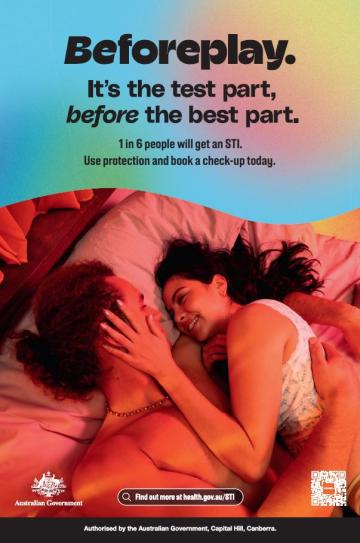 Beforeplay.
It's the test part,
before the best part.
1 in 6 people will get an STI.
Use protection and book a check-up today.
Australian Government
Find out more at health.gov.au/STI
Authorised by the Australian Government, Capital Hill, Canberra.